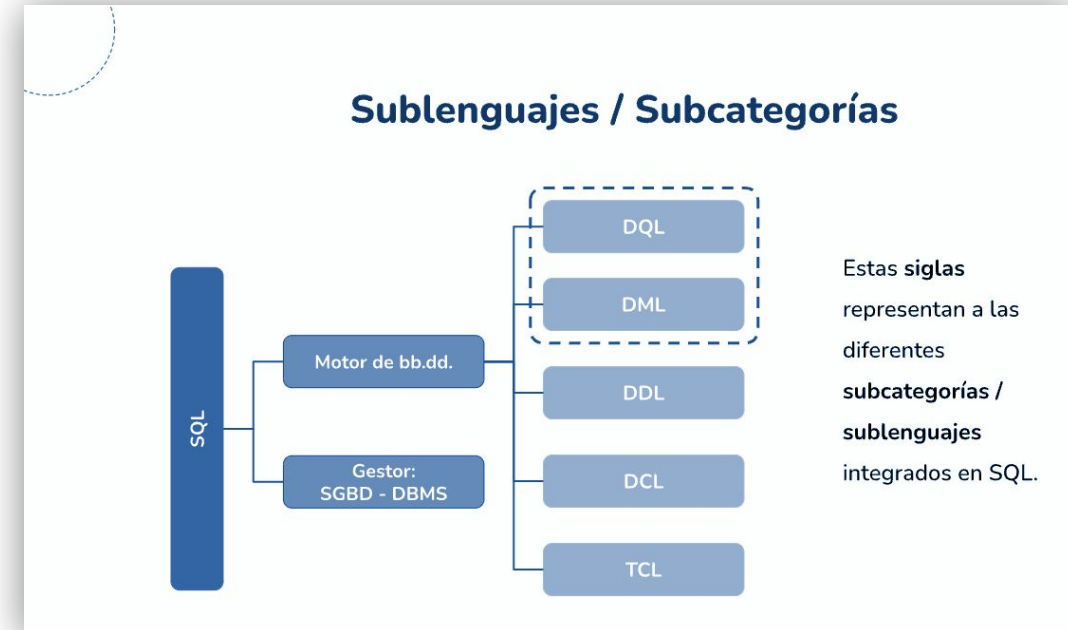 Sublenguajes / Subcategorías
SQL
Motor de bb.dd.
Gestor:
SGBD - DBMS
DQL
DML
DDL
DCL
TCL
Estas siglas
representan a las
diferentes
subcategorías /
sublenguajes
integrados en SQL.